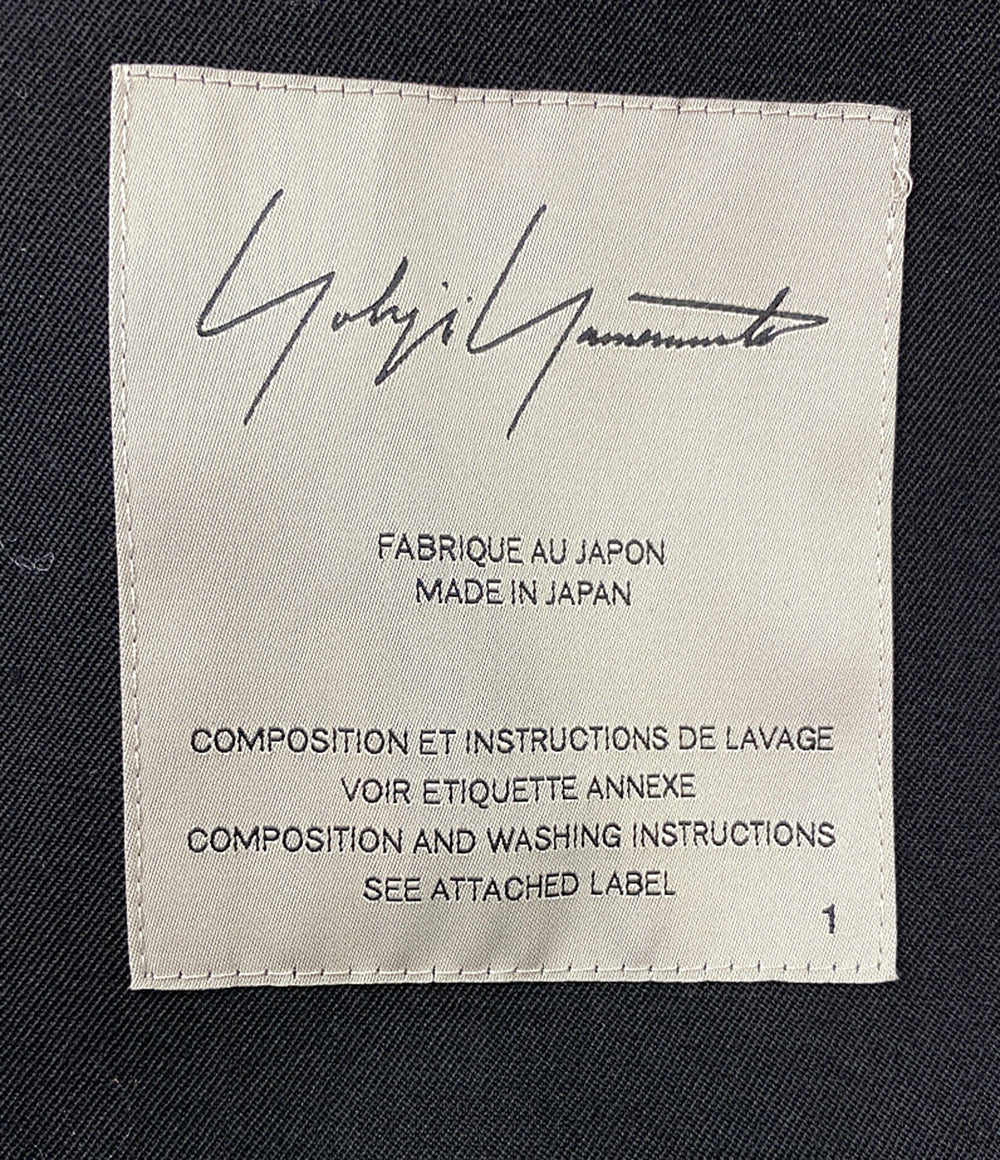 Yohji Yamamoto
FABRIQUE AU JAPON
MADE IN JAPAN
COMPOSITION ET INSTRUCTIONS DE LAVAGE
VOIR ETIQUETTE ANNEXE
COMPOSITION AND WASHING INSTRUCTIONS
SEE ATTACHED LABEL
1